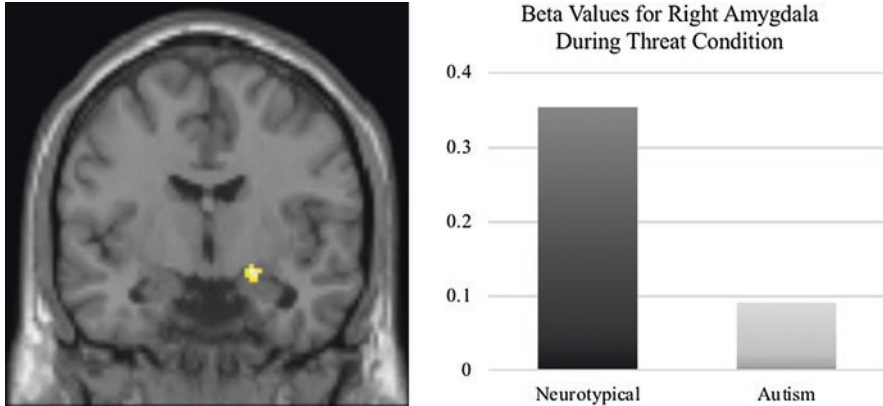 Beta Values for Right Amygdala
During Threat Condition
0.4
0.3
0.2
0.1
0
Neurotypical
Autism